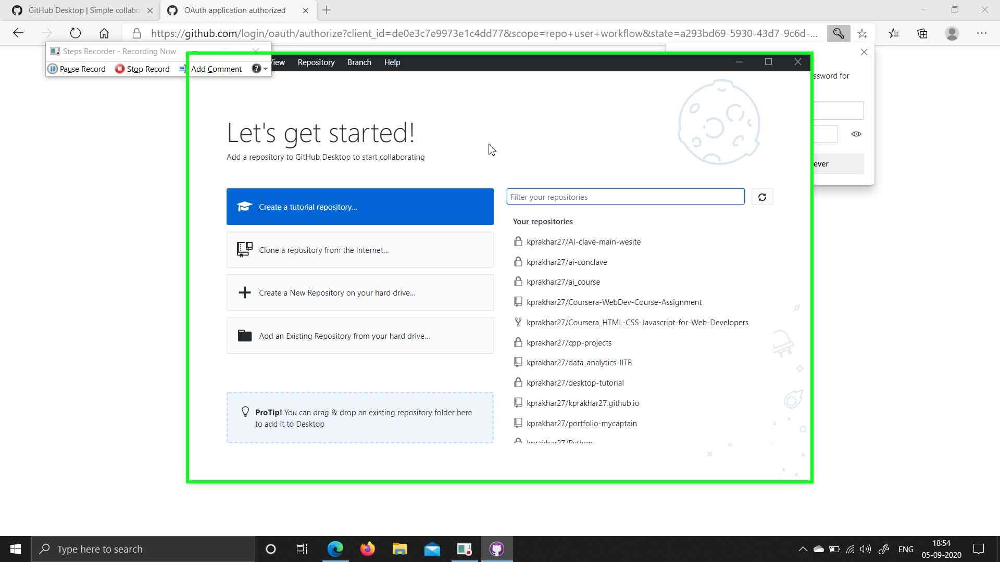 GitHub Desktop | Simple collabo
OAuth application authorized
https://github.com/login/oauth/authorize?client_id=de0e3c7e9973e1c4dd77&scope=repo+user+workflow&state=a293bd69-5930-43d7-9c6d-...
Steps Recorder - Recording Now
Pause Record
Stop Record
Add Comment
View
Repository
Branch
Help
ssword for
ever
Let's get started!
Add a repository to GitHub Desktop to start collaborating
Create a tutorial repository...
Clone a repository from the Internet...
Create a New Repository on your hard drive...
Add an Existing Repository from your hard drive...
ProTip! You can drag & drop an existing repository folder here
to add it to Desktop
Filter your repositories
Your repositories
kprakhar27/AI-clave-main-wesite
kprakhar27/ai-conclave
kprakhar27/ai_course
kprakhar27/Coursera-WebDev-Course-Assignment
kprakhar27/Coursera_HTML-CSS-Javascript-for-Web-Developers
kprakhar27/cpp-projects
kprakhar27/data_analytics-IITB
kprakhar27/desktop-tutorial
kprakhar27/kprakhar27.github.io
kprakhar27/portfolio-mycaptain
kprakhar27/Python
Type here to search
ENG
18:54
05-09-2020